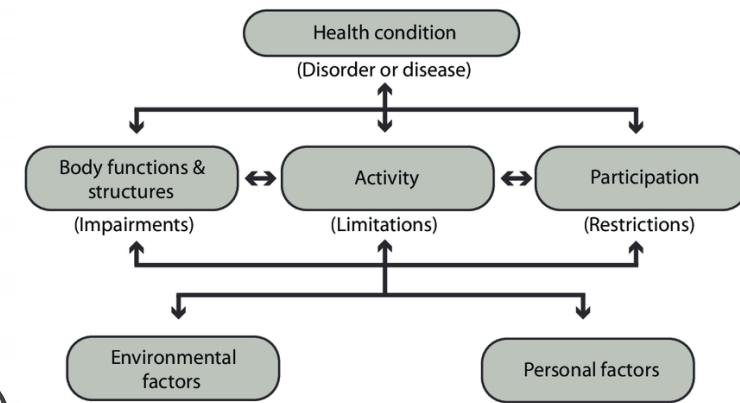 Health condition
(Disorder or disease)
Body functions &
structures
Activity
Participation
(Impairments)
(Limitations)
(Restrictions)
Environmental
factors
Personal factors